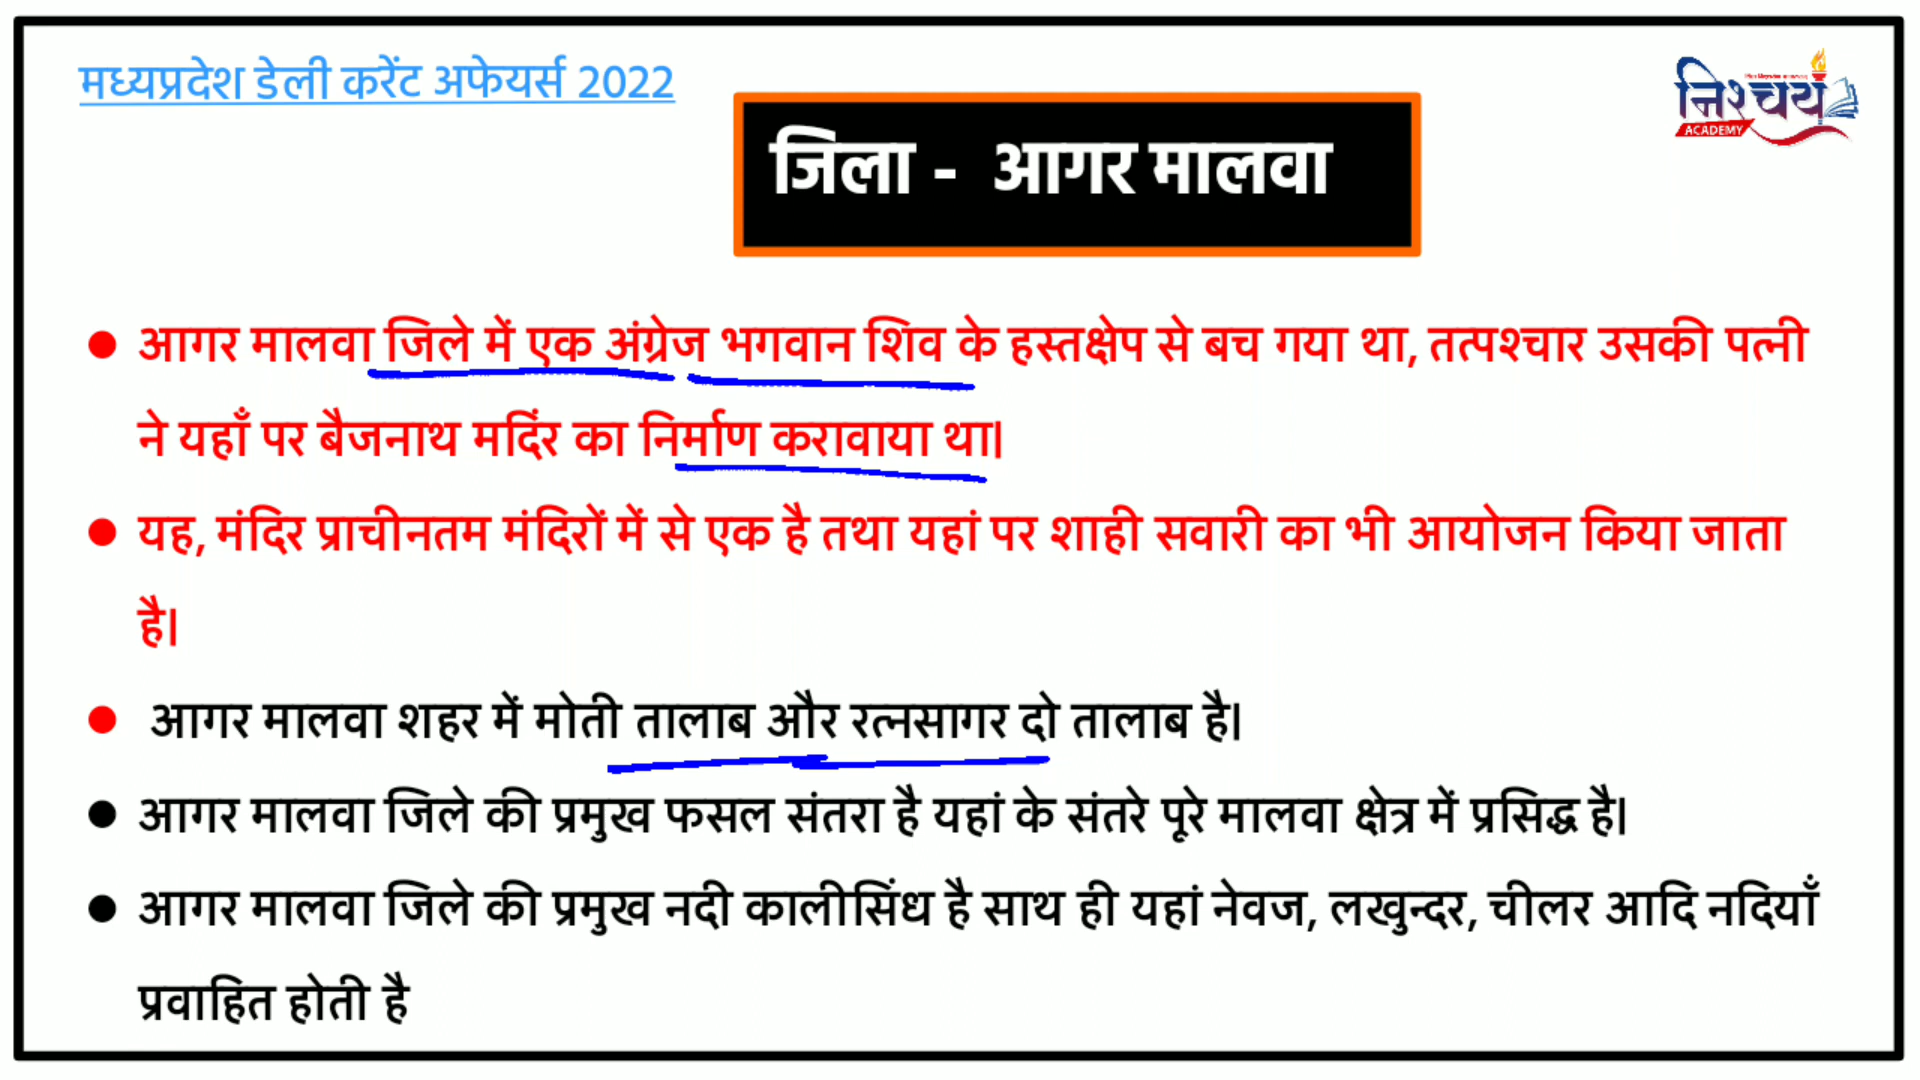 मध्यप्रदेश डेली करेंट अफेयर्स 2022
निश्चय
ACADEMY
जिला - आगर मालवा
● आगर मालवा जिले में एक अंग्रेज भगवान शिव के हस्तक्षेप से बच गया था, तत्पश्चार उसकी पत्नी
ने यहाँ पर बैजनाथ मदिंर का निर्माण करावाया था।
● यह, मंदिर प्राचीनतम मंदिरों में से एक है तथा यहां पर शाही सवारी का भी आयोजन किया जाता
है।
● आगर मालवा शहर में मोती तालाब और रत्नसागर दो तालाब है।
● आगर मालवा जिले की प्रमुख फसल संतरा है यहां के संतरे पूरे मालवा क्षेत्र में प्रसिद्ध है।
● आगर मालवा जिले की प्रमुख नदी कालीसिंध है साथ ही यहां नेवज, लखुन्दर, चीलर आदि नदियाँ
प्रवाहित होती है